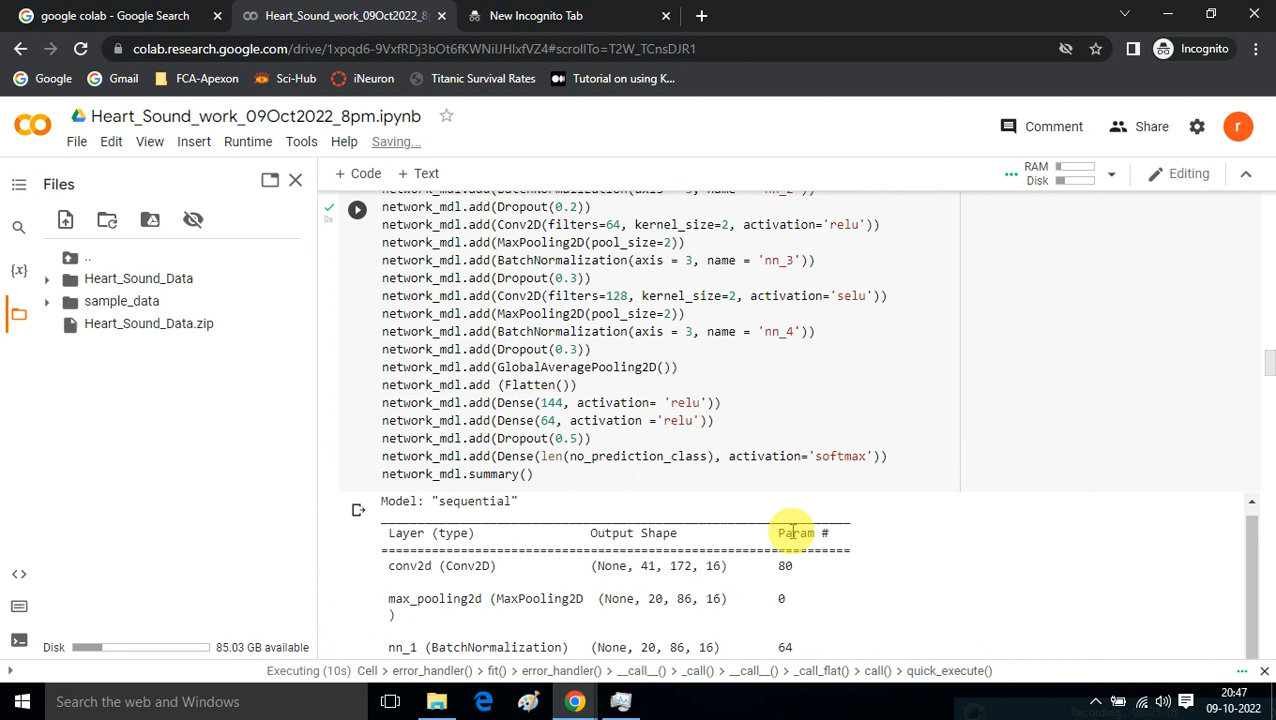 google colab - Google Search
Heart_Sound_work_09Oct2022_8pm.
New Incognito Tab
colab.research.google.com/drive/1xpqd6-9VxfRDj3bOt6fKWNiIJHIxfVZ4#scrollTo=T2W_TCnsDJR1
Incognito
Google
Gmail
FCA-Apexon
Sci-Hub
iNeuron
Titanic Survival Rates
Tutorial on using K...
Heart_Sound_work_09Oct2022_8pm.ipynb
File Edit View Insert Runtime Tools Help Saving...
Comment
Share
r
Files
+ Code + Text
RAM
Disk
Editing
..
Heart_Sound_Data
sample_data
Heart_Sound_Data.zip
{x}
<>
0s
network_mdl.add(Dropout(0.2))
network_mdl.add(Conv2D(filters=64, kernel_size=2, activation='relu'))
network_mdl.add(MaxPooling2D(pool_size=2))
network_mdl.add(BatchNormalization(axis = 3, name = 'nn_3'))
network_mdl.add(Dropout(0.3))
network_mdl.add(Conv2D(filters=128, kernel_size=2, activation='selu'))
network_mdl.add(MaxPooling2D(pool_size=2))
network_mdl.add(BatchNormalization(axis = 3, name = 'nn_4'))
network_mdl.add(Dropout(0.3))
network_mdl.add(GlobalAveragePooling2D())
network_mdl.add (Flatten())
network_mdl.add(Dense(144, activation= 'relu'))
network_mdl.add(Dense(64, activation ='relu'))
network_mdl.add(Dropout(0.5))
network_mdl.add(Dense(len(no_prediction_class), activation='softmax'))
network_mdl.summary()
Model: "sequential"
Layer (type) Output Shape Param #
conv2d (Conv2D) (None, 41, 172, 16) 80
max_pooling2d (MaxPooling2D (None, 20, 86, 16) 0
)
nn_1 (BatchNormalization) (None, 20, 86, 16) 64
Disk 85.03 GB available
Executing (10s) Cell > error_handler() > fit() > error_handler() > __call__() > _call() > __call__() > _call_flat() > call() > quick_execute()
Search the web and Windows
20:47
09-10-2022